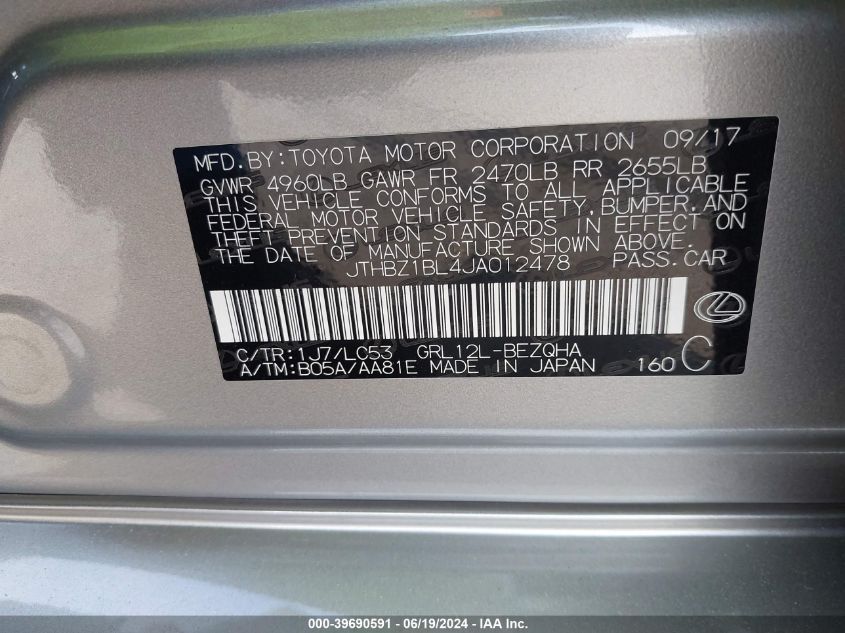 MFD.BY:TOYOTA MOTOR CORPORATION 09/17
GVWR 4960LB GAWR FR 2470LB RR 2655LB
THIS VEHICLE CONFORMS TO ALL APPLICABLE
FEDERAL MOTOR VEHICLE SAFETY,BUMPER,AND
THEFT PREVENTION STANDARDS IN EFFECT ON
THE DATE OF MANUFACTURE SHOWN ABOVE.
JTHBZ1BL4JA012478 PASS.CAR
C/TR:1J7/LC53 GRL12L-BEZQHA
A/TM:B05A/AA81E MADE IN JAPAN 160 C
000-39690591 - 06/19/2024 - IAA Inc.